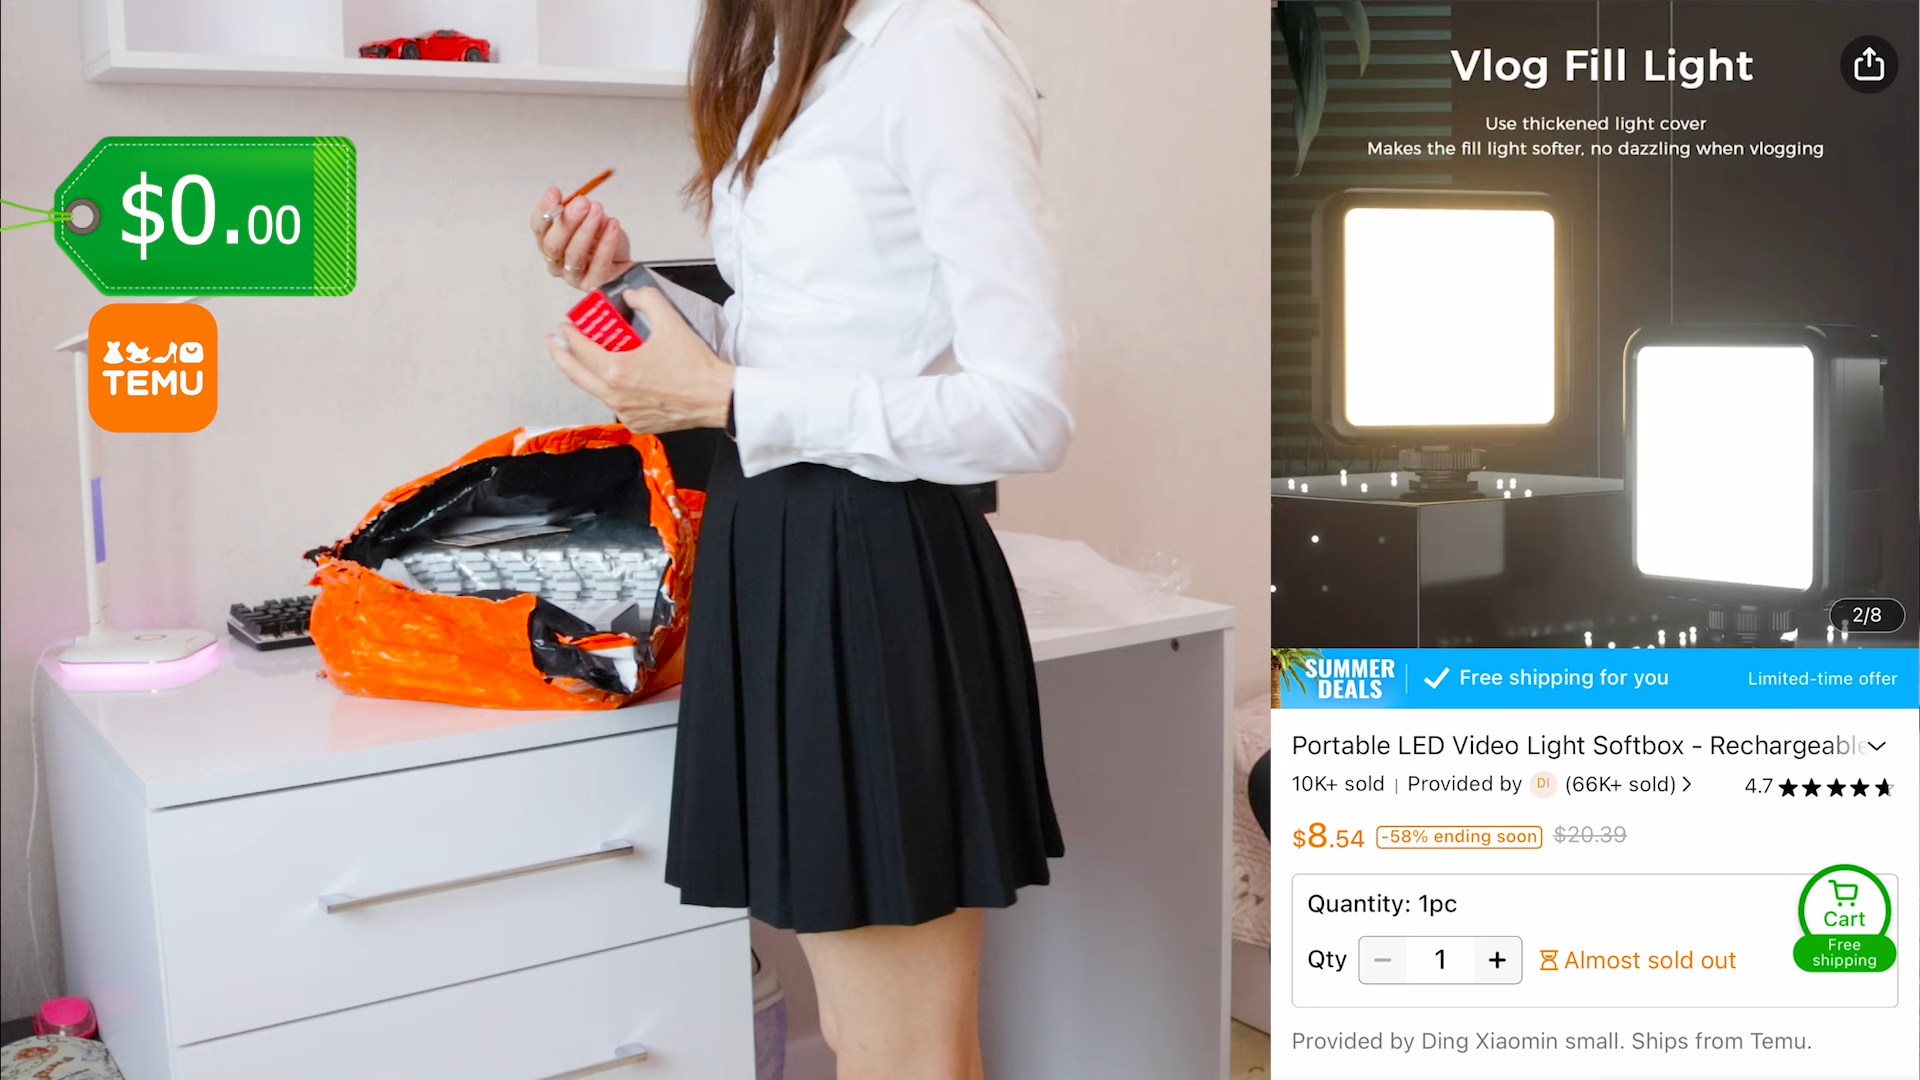 $0.00
TEMU
Vlog Fill Light
Use thickened light cover
Makes the fill light softer, no dazzling when vlogging
2/8
SUMMER
DEALS
Free shipping for you
Limited-time offer
Portable LED Video Light Softbox - Rechargeable
10K+ sold | Provided by DI (66K+ sold)
4.7
$8.54 -58% ending soon $20.39
Quantity: 1pc
Qty − 1 + Almost sold out
Cart
Free
shipping
Provided by Ding Xiaomin small. Ships from Temu.